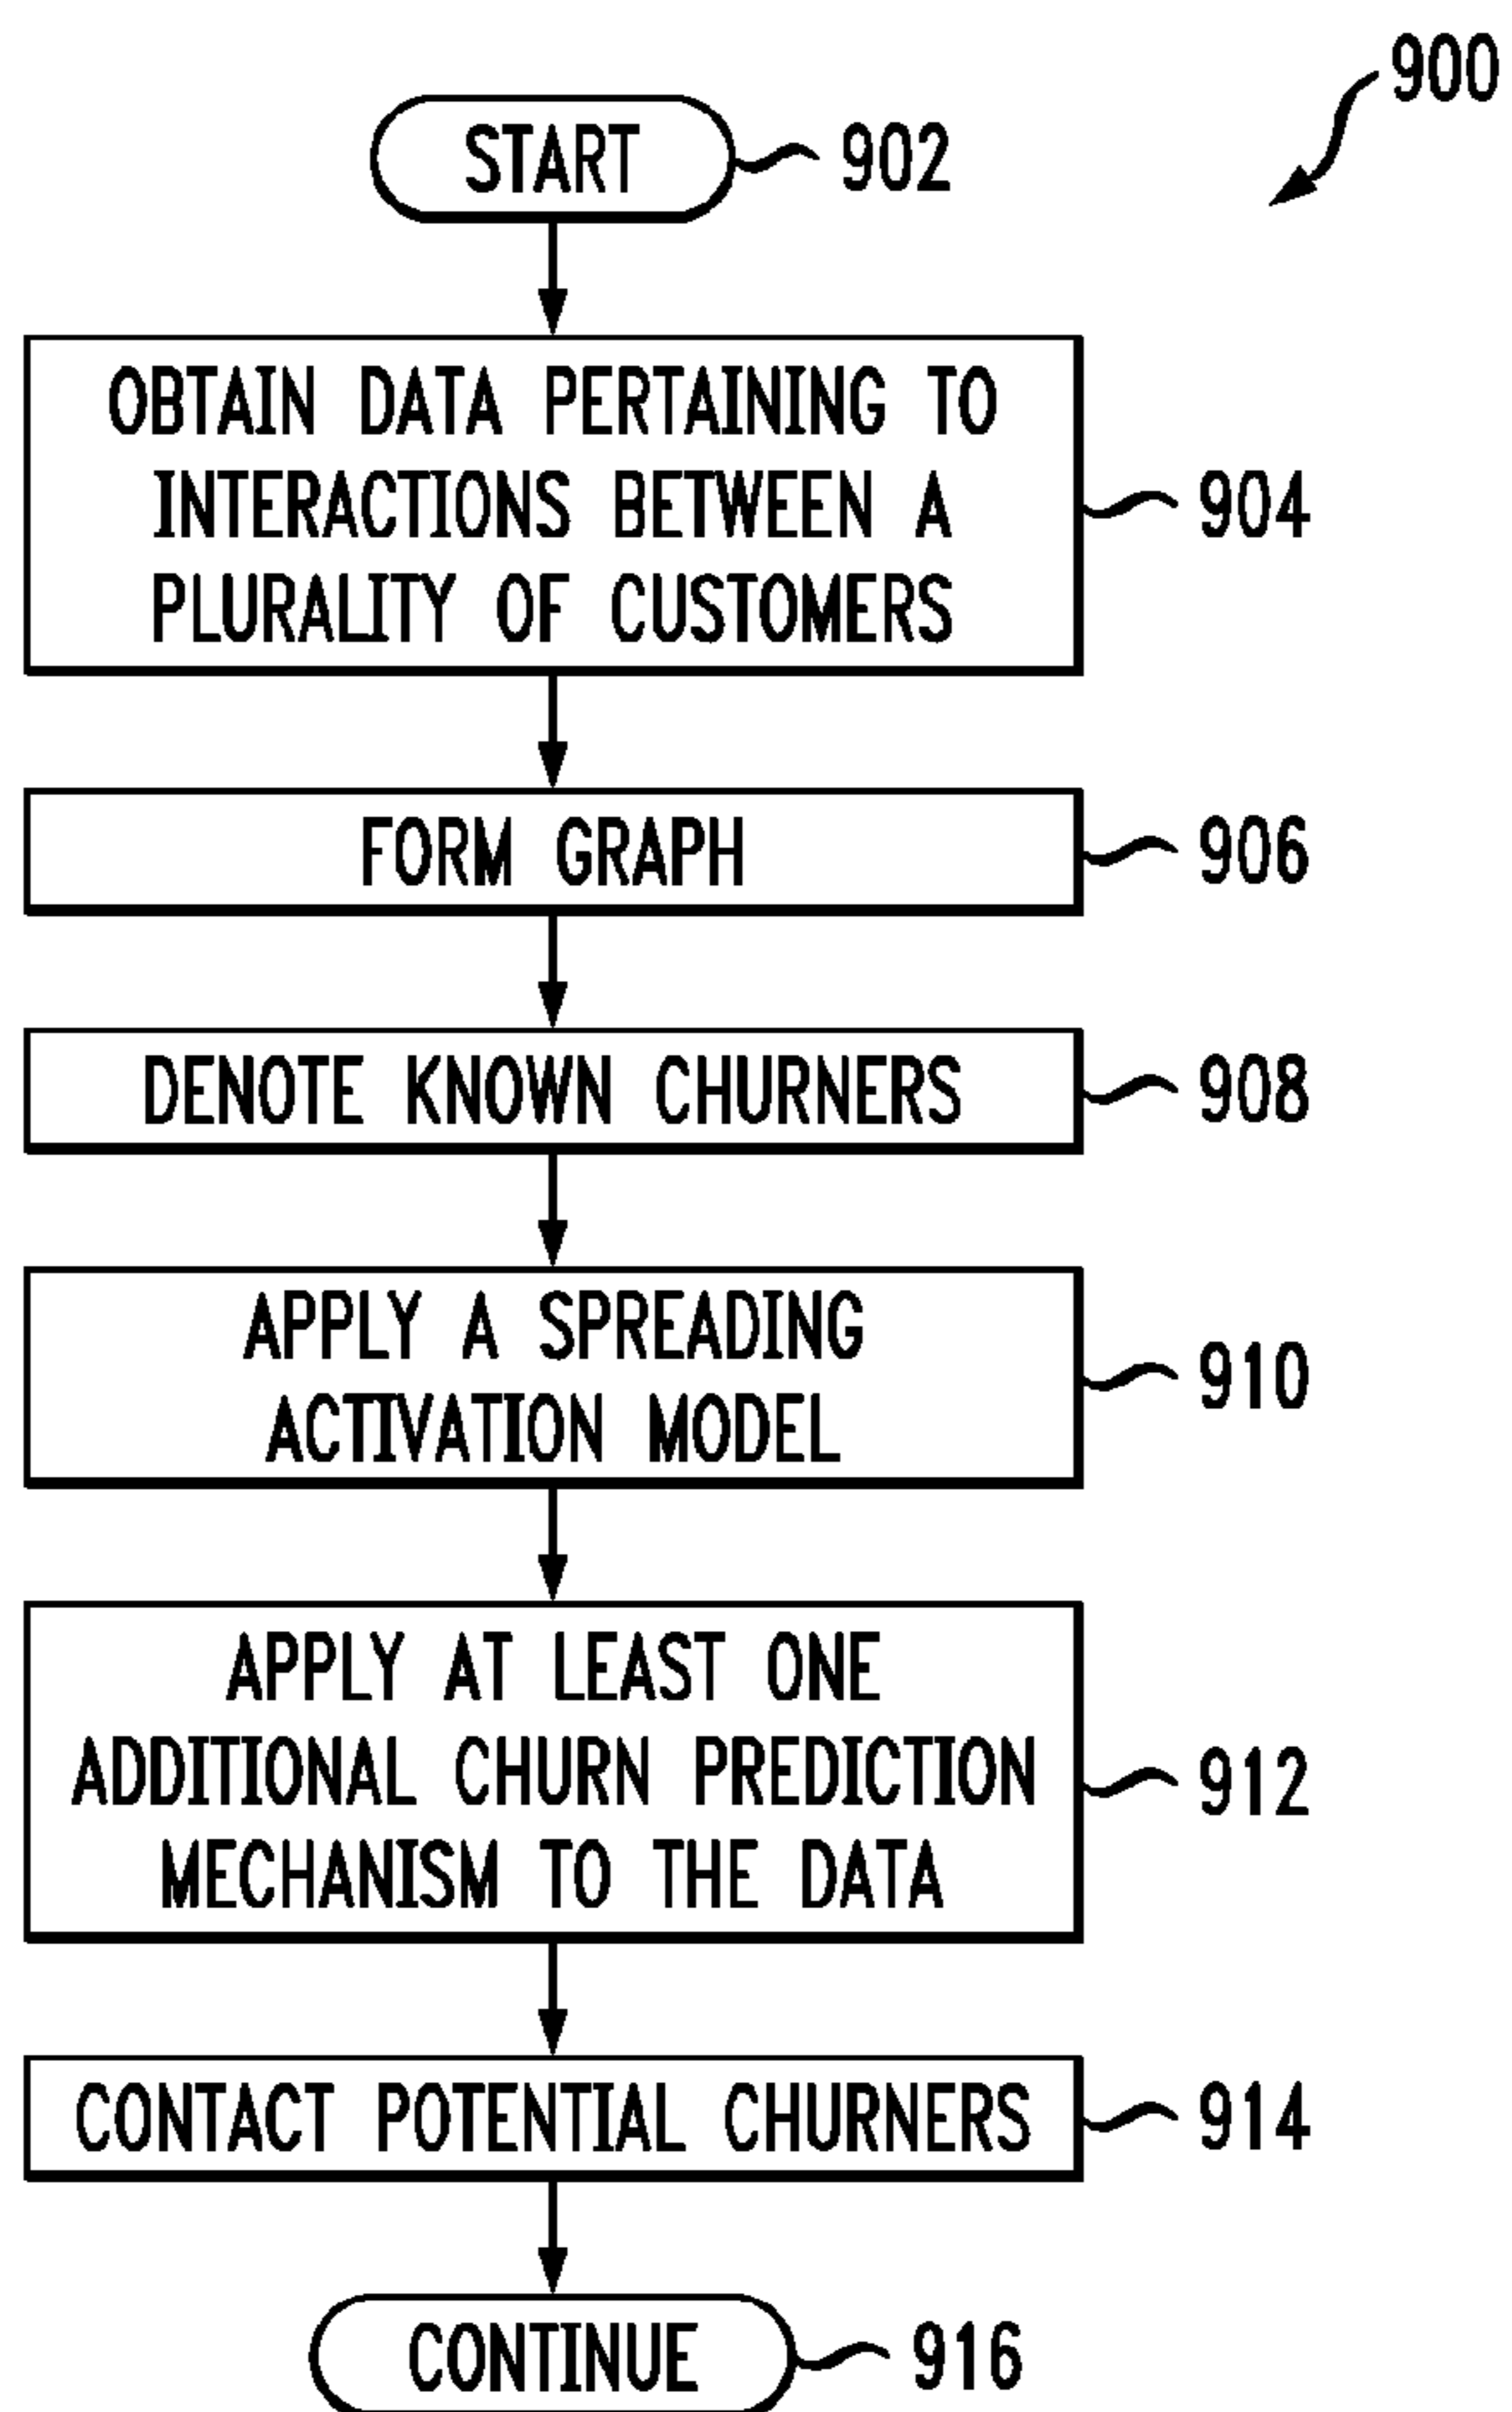 900
START 902
OBTAIN DATA PERTAINING TO
INTERACTIONS BETWEEN A 904
PLURALITY OF CUSTOMERS
FORM GRAPH 906
DENOTE KNOWN CHURNERS 908
APPLY A SPREADING
910
ACTIVATION MODEL
APPLY AT LEAST ONE
ADDITIONAL CHURN PREDICTION 912
MECHANISM TO THE DATA
CONTACT POTENTIAL CHURNERS 914
CONTINUE 916